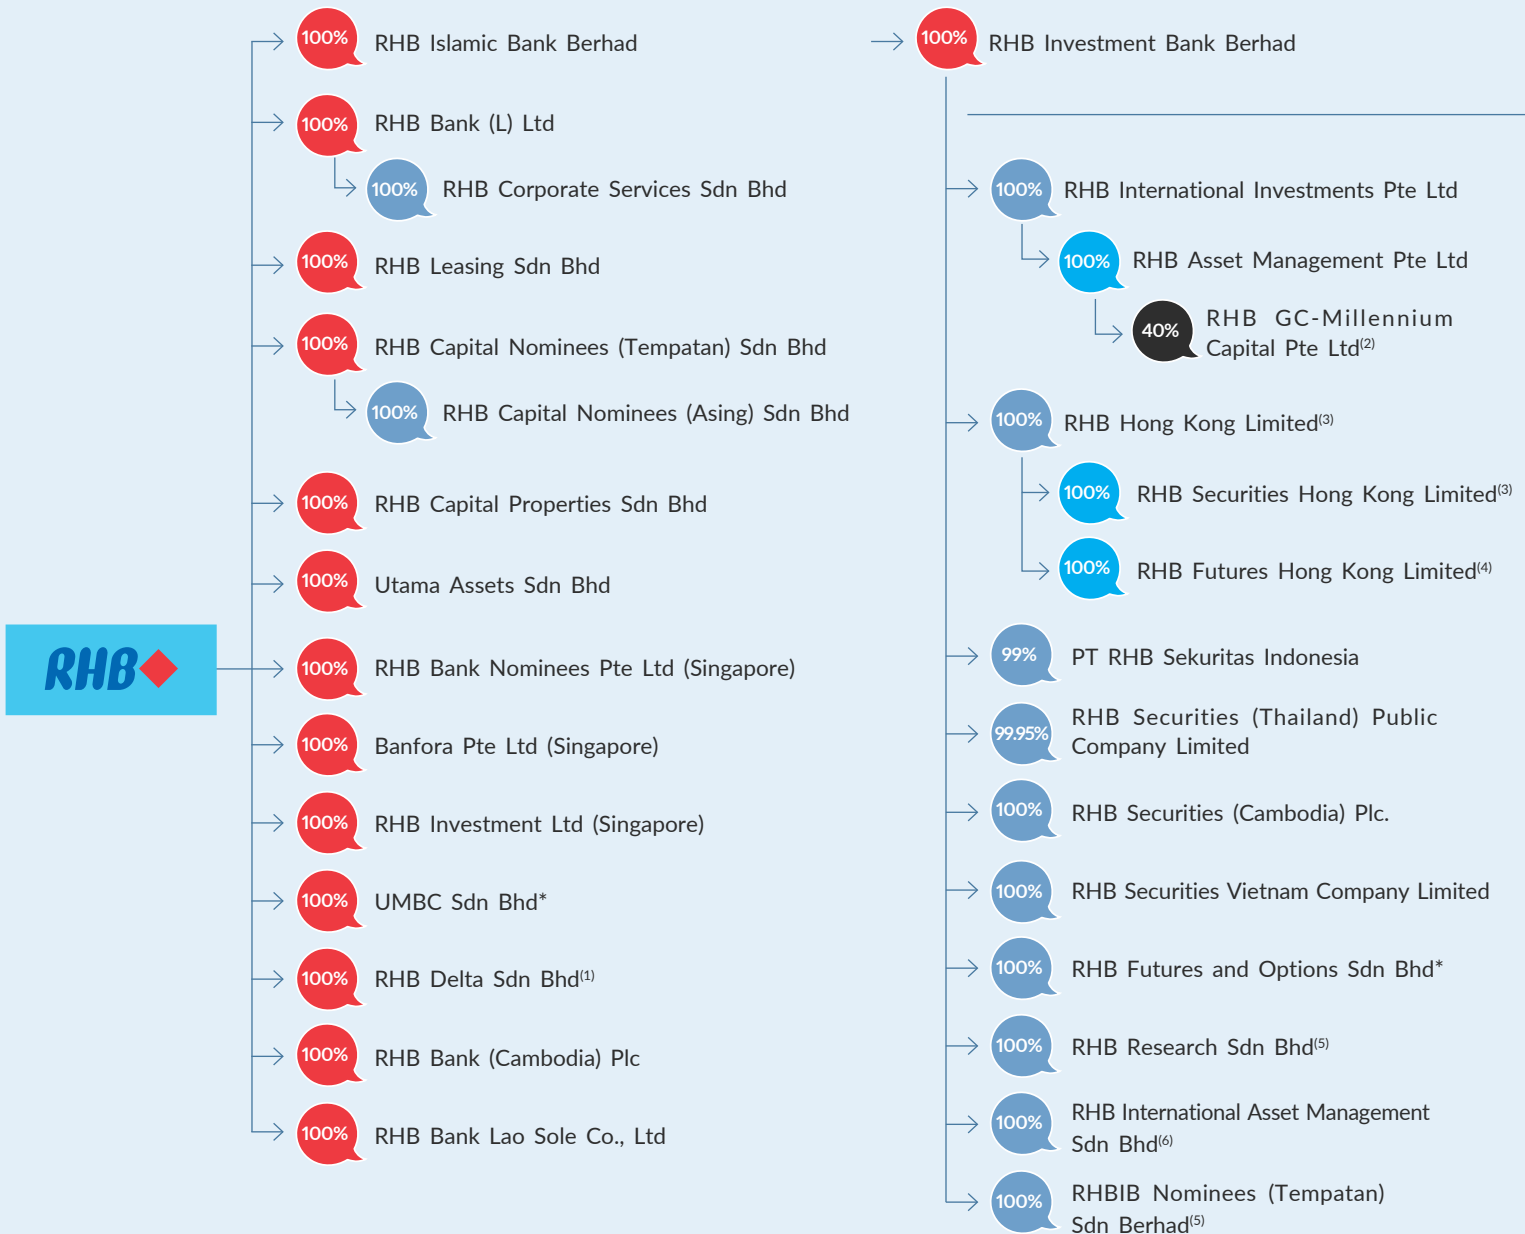 RHB
100% RHB Islamic Bank Berhad
100% RHB Bank (L) Ltd
100% RHB Corporate Services Sdn Bhd
100% RHB Leasing Sdn Bhd
100% RHB Capital Nominees (Tempatan) Sdn Bhd
100% RHB Capital Nominees (Asing) Sdn Bhd
100% RHB Capital Properties Sdn Bhd
100% Utama Assets Sdn Bhd
100% RHB Bank Nominees Pte Ltd (Singapore)
100% Banfora Pte Ltd (Singapore)
100% RHB Investment Ltd (Singapore)
100% UMBC Sdn Bhd*
100% RHB Delta Sdn Bhd(1)
100% RHB Bank (Cambodia) Plc
100% RHB Bank Lao Sole Co., Ltd
100% RHB Investment Bank Berhad
100% RHB International Investments Pte Ltd
100% RHB Asset Management Pte Ltd
40% RHB GC-Millennium
Capital Pte Ltd(2)
100% RHB Hong Kong Limited(3)
100% RHB Securities Hong Kong Limited(3)
100% RHB Futures Hong Kong Limited(4)
99% PT RHB Sekuritas Indonesia
99.95% RHB Securities (Thailand) Public
Company Limited
100% RHB Securities (Cambodia) Plc.
100% RHB Securities Vietnam Company Limited
100% RHB Futures and Options Sdn Bhd*
100% RHB Research Sdn Bhd(5)
100% RHB International Asset Management
Sdn Bhd(6)
100% RHBIB Nominees (Tempatan)
Sdn Berhad(5)